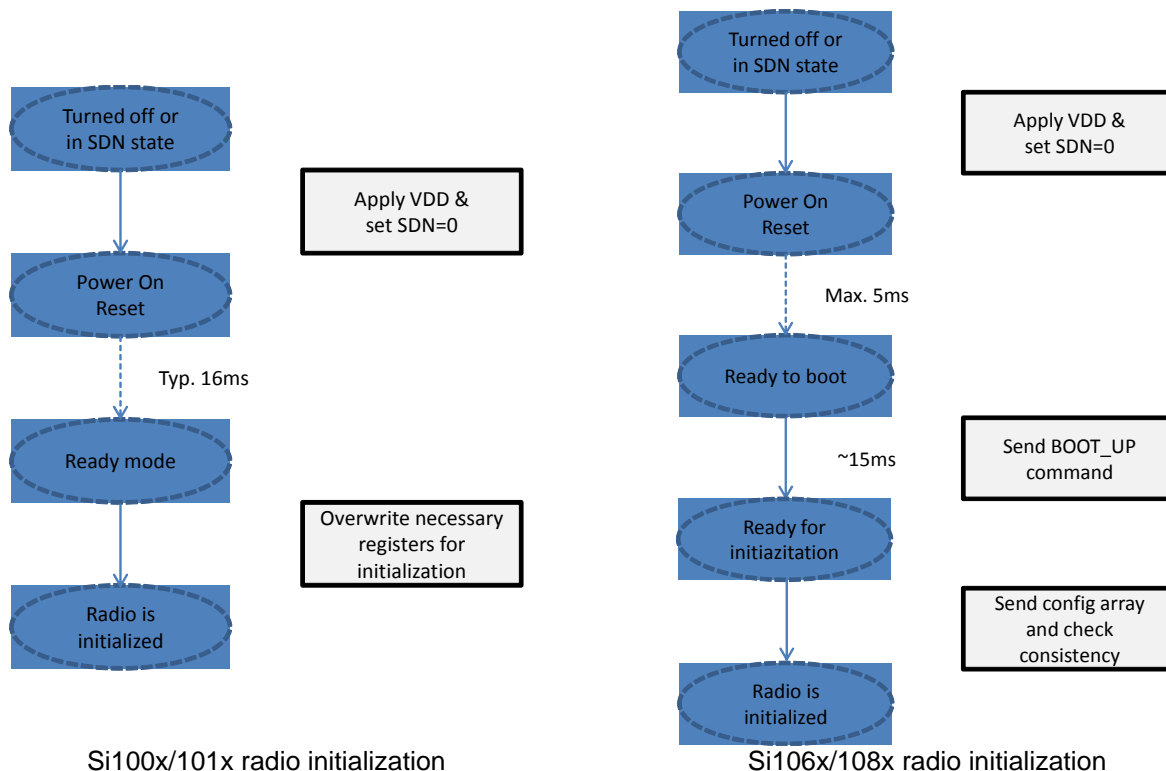 Turned off or
in SDN state
Apply VDD &
set SDN=0
Power On
Reset
Typ. 16ms
Ready mode
Overwrite necessary
registers for
initialization
Radio is
initialized
Si100x/101x radio initialization
Turned off or
in SDN state
Apply VDD &
set SDN=0
Power On
Reset
Max. 5ms
Ready to boot
~15ms
Send BOOT_UP
command
Ready for
initiazitation
Send config array
and check
consistency
Radio is
initialized
Si106x/108x radio initialization